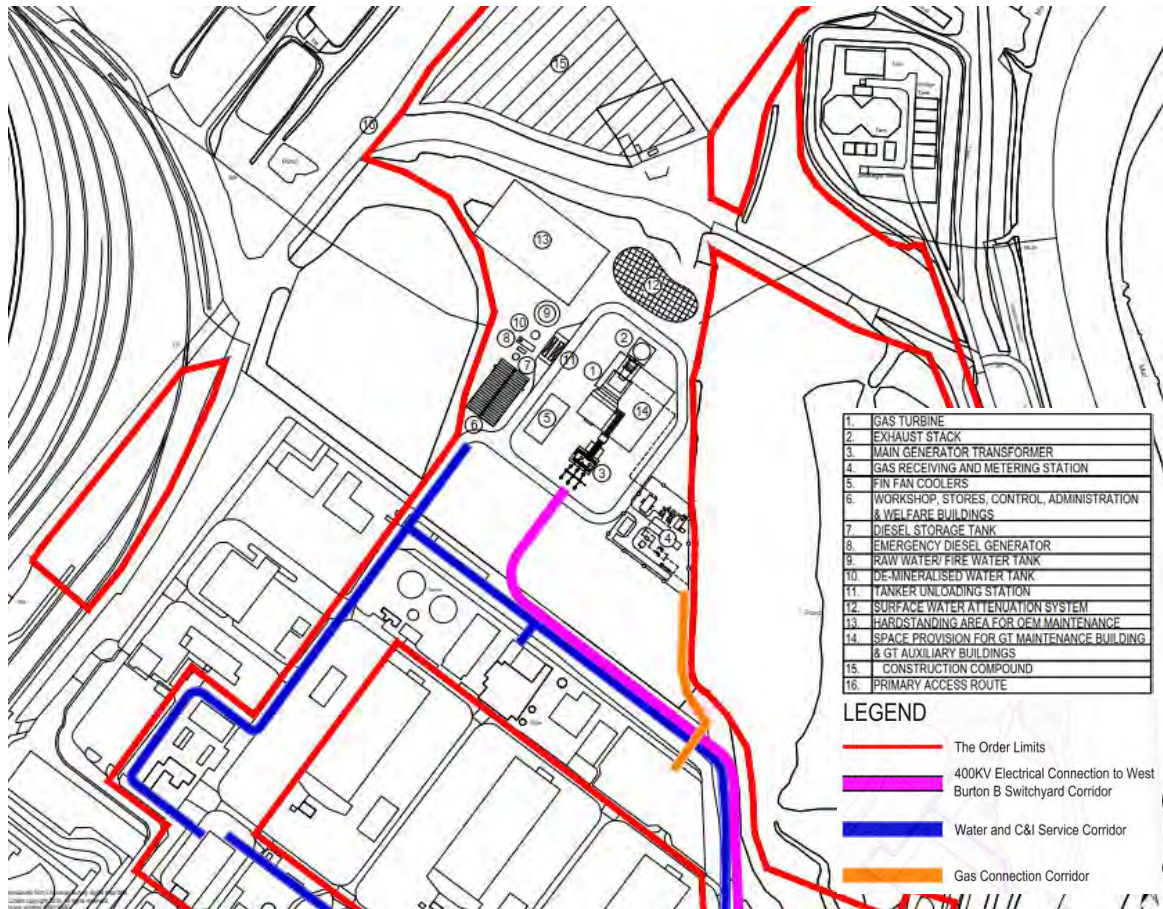 15
16
Tank
13
12
9
10
8
2
11
7
1
14
5
6
3
4
1. GAS TURBINE
2. EXHAUST STACK
3. MAIN GENERATOR TRANSFORMER
4. GAS RECEIVING AND METERING STATION
5. FIN FAN COOLERS
6. WORKSHOP, STORES, CONTROL, ADMINISTRATION
& WELFARE BUILDINGS
7. DIESEL STORAGE TANK
8. EMERGENCY DIESEL GENERATOR
9. RAW WATER/ FIRE WATER TANK
10. DE-MINERALISED WATER TANK
11. TANKER UNLOADING STATION
12. SURFACE WATER ATTENUATION SYSTEM
13. HARDSTANDING AREA FOR OEM MAINTENANCE
14. SPACE PROVISION FOR GT MAINTENANCE BUILDING
& GT AUXILIARY BUILDINGS
15. CONSTRUCTION COMPOUND
16. PRIMARY ACCESS ROUTE
LEGEND
The Order Limits
400KV Electrical Connection to West
Burton B Switchyard Corridor
Water and C&I Service Corridor
Gas Connection Corridor